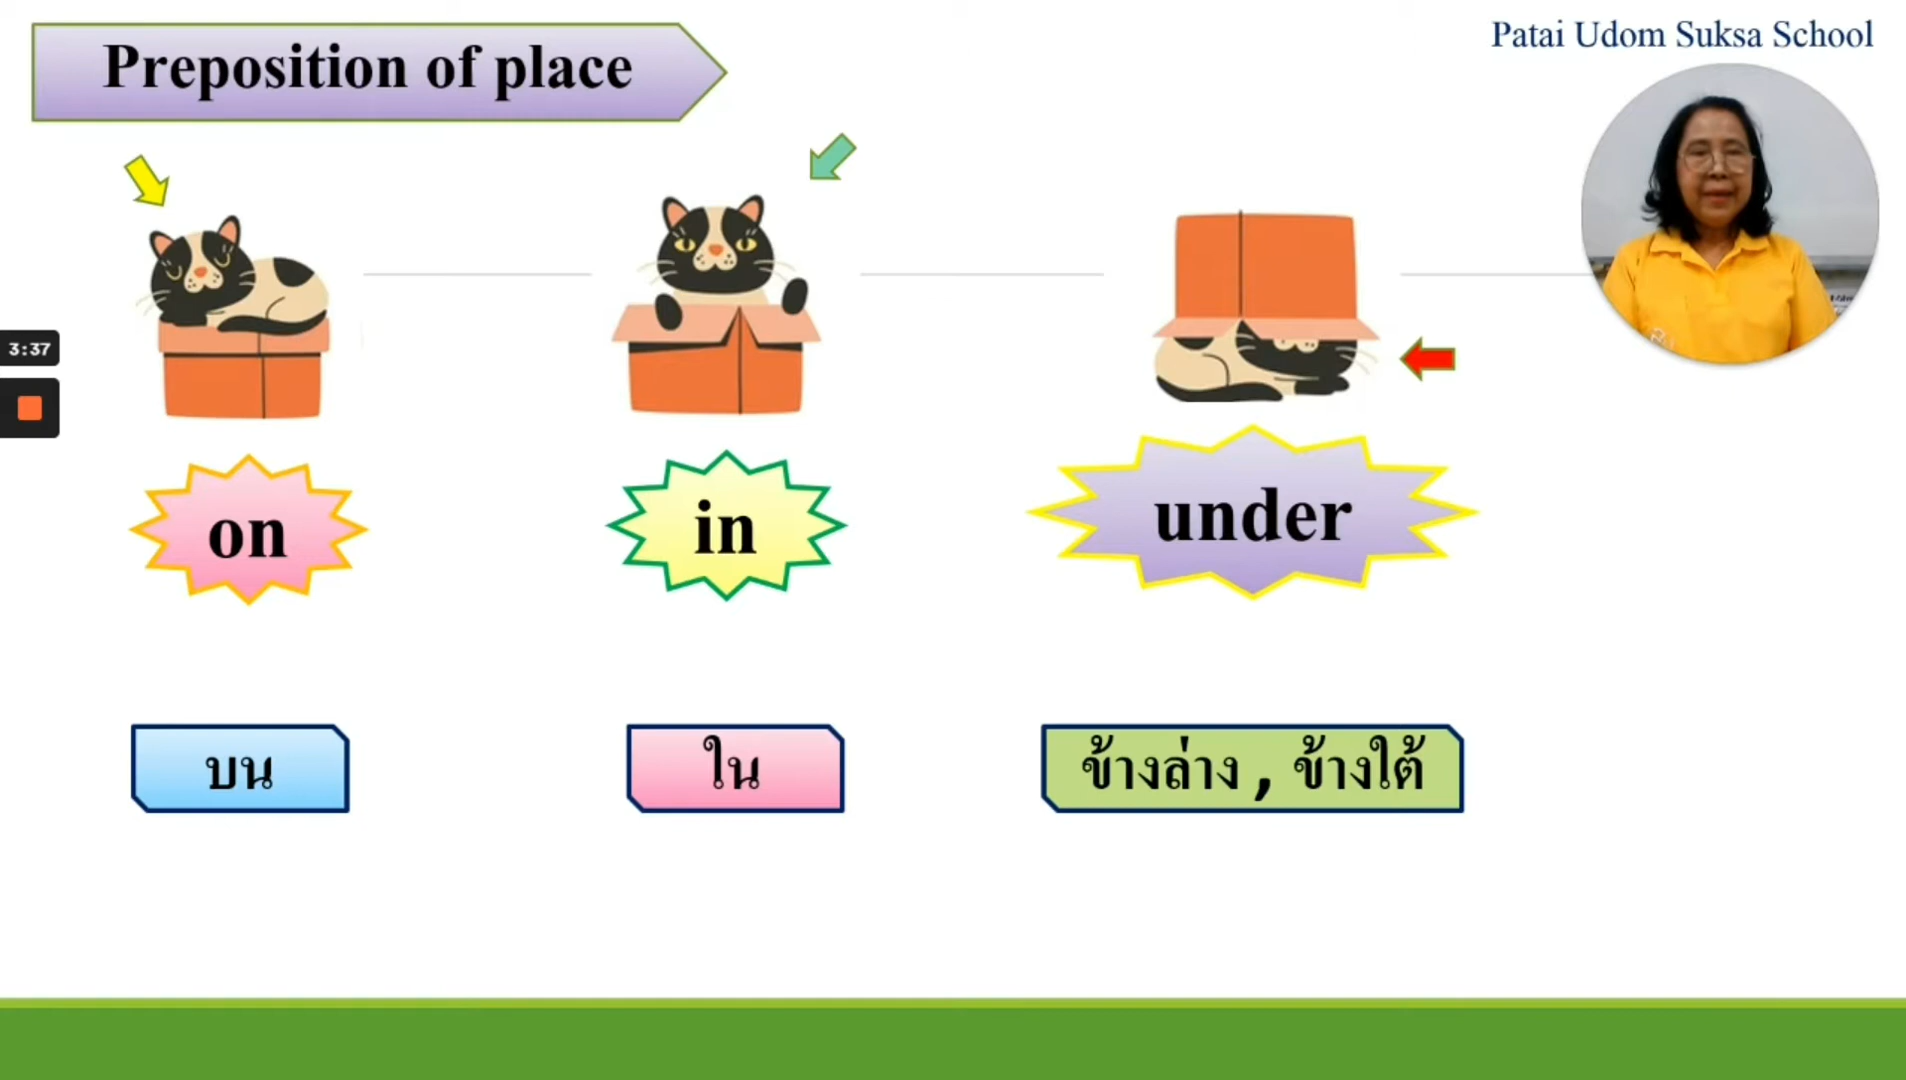 Preposition of place
Patai Udom Suksa School
3:37
on
in
under
บน
ใน
ข้างล่าง , ข้างใต้